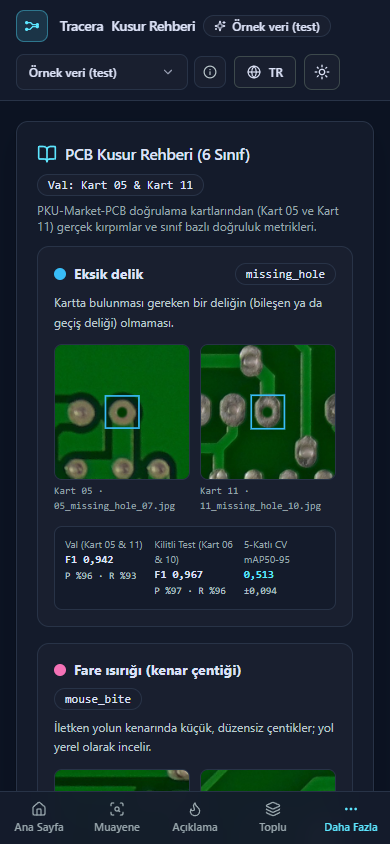 Tracera Kusur Rehberi Örnek veri (test)
Örnek veri (test)
TR
PCB Kusur Rehberi (6 Sınıf)
Val: Kart 05 & Kart 11
PKU-Market-PCB doğrulama kartlarından (Kart 05 ve Kart
11) gerçek kırpımlar ve sınıf bazlı doğruluk metrikleri.
Eksik delik
missing_hole
Kartta bulunması gereken bir deliğin (bileşen ya da
geçiş deliği) olmaması.
Kart 05 ·
05_missing_hole_07.jpg
Kart 11 ·
11_missing_hole_10.jpg
Val (Kart 05 & 11)
F1 0,942
P %96 · R %93
Kilitli Test (Kart 06
& 10)
F1 0,967
P %97 · R %96
5-Katlı CV
mAP50-95
0,513
±0,094
Fare ısırığı (kenar çentiği)
mouse_bite
İletken yolun kenarında küçük, düzensiz çentikler; yol
yerel olarak incelir.
Ana Sayfa
Muayene
Açıklama
Toplu
Daha Fazla